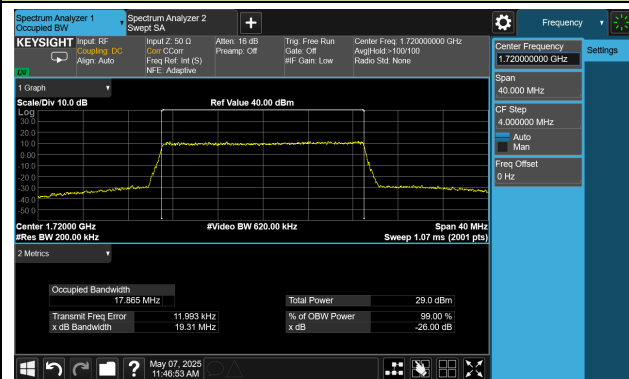 Spectrum Analyzer 1
Occupied BW
Spectrum Analyzer 2
Swept SA
+
Frequency
KEYSIGHT
Input: RF
Coupling: DC
Align: Auto
Input Z: 50 Ω
Corr CCorr
Freq Ref: Int (S)
NFE: Adaptive
Atten: 16 dB
Preamp: Off
Trig: Free Run
Gate: Off
#IF Gain: Low
Center Freq: 1.720000000 GHz
Avg|Hold:>100/100
Radio Std: None
1 Graph
Scale/Div 10.0 dB
Ref Value 40.00 dBm
Log
30.0
20.0
10.0
0.00
-10.0
-20.0
-30.0
-40.0
-50.0
Center 1.72000 GHz
#Res BW 200.00 kHz
#Video BW 620.00 kHz
Span 40 MHz
Sweep 1.07 ms (2001 pts)
2 Metrics
Occupied Bandwidth
17.865 MHz
Transmit Freq Error 11.993 kHz
x dB Bandwidth 19.31 MHz
Total Power 29.0 dBm
% of OBW Power 99.00 %
x dB -26.00 dB
May 07, 2025
11:46:53 AM
Center Frequency
1.720000000 GHz
Span
40.000 MHz
CF Step
4.000000 MHz
Auto
Man
Freq Offset
0 Hz
Settings